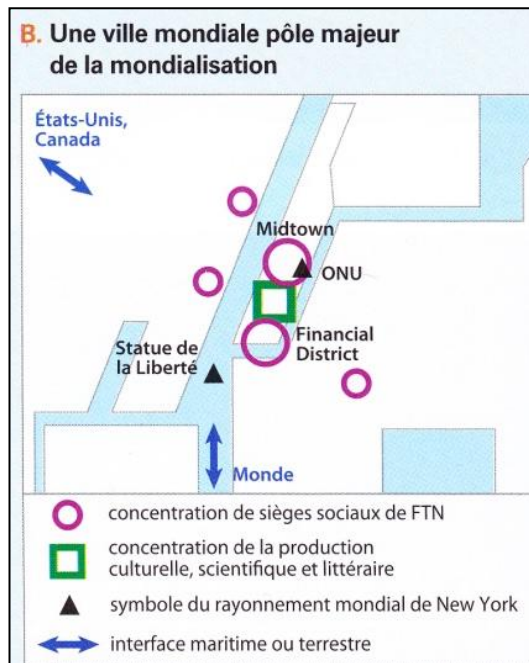 B. Une ville mondiale pôle majeur
de la mondialisation
États-Unis,
Canada
Midtown
ONU
Financial
District
Statue de
la Liberté
Monde
concentration de sièges sociaux de FTN
concentration de la production
culturelle, scientifique et littéraire
symbole du rayonnement mondial de New York
interface maritime ou terrestre